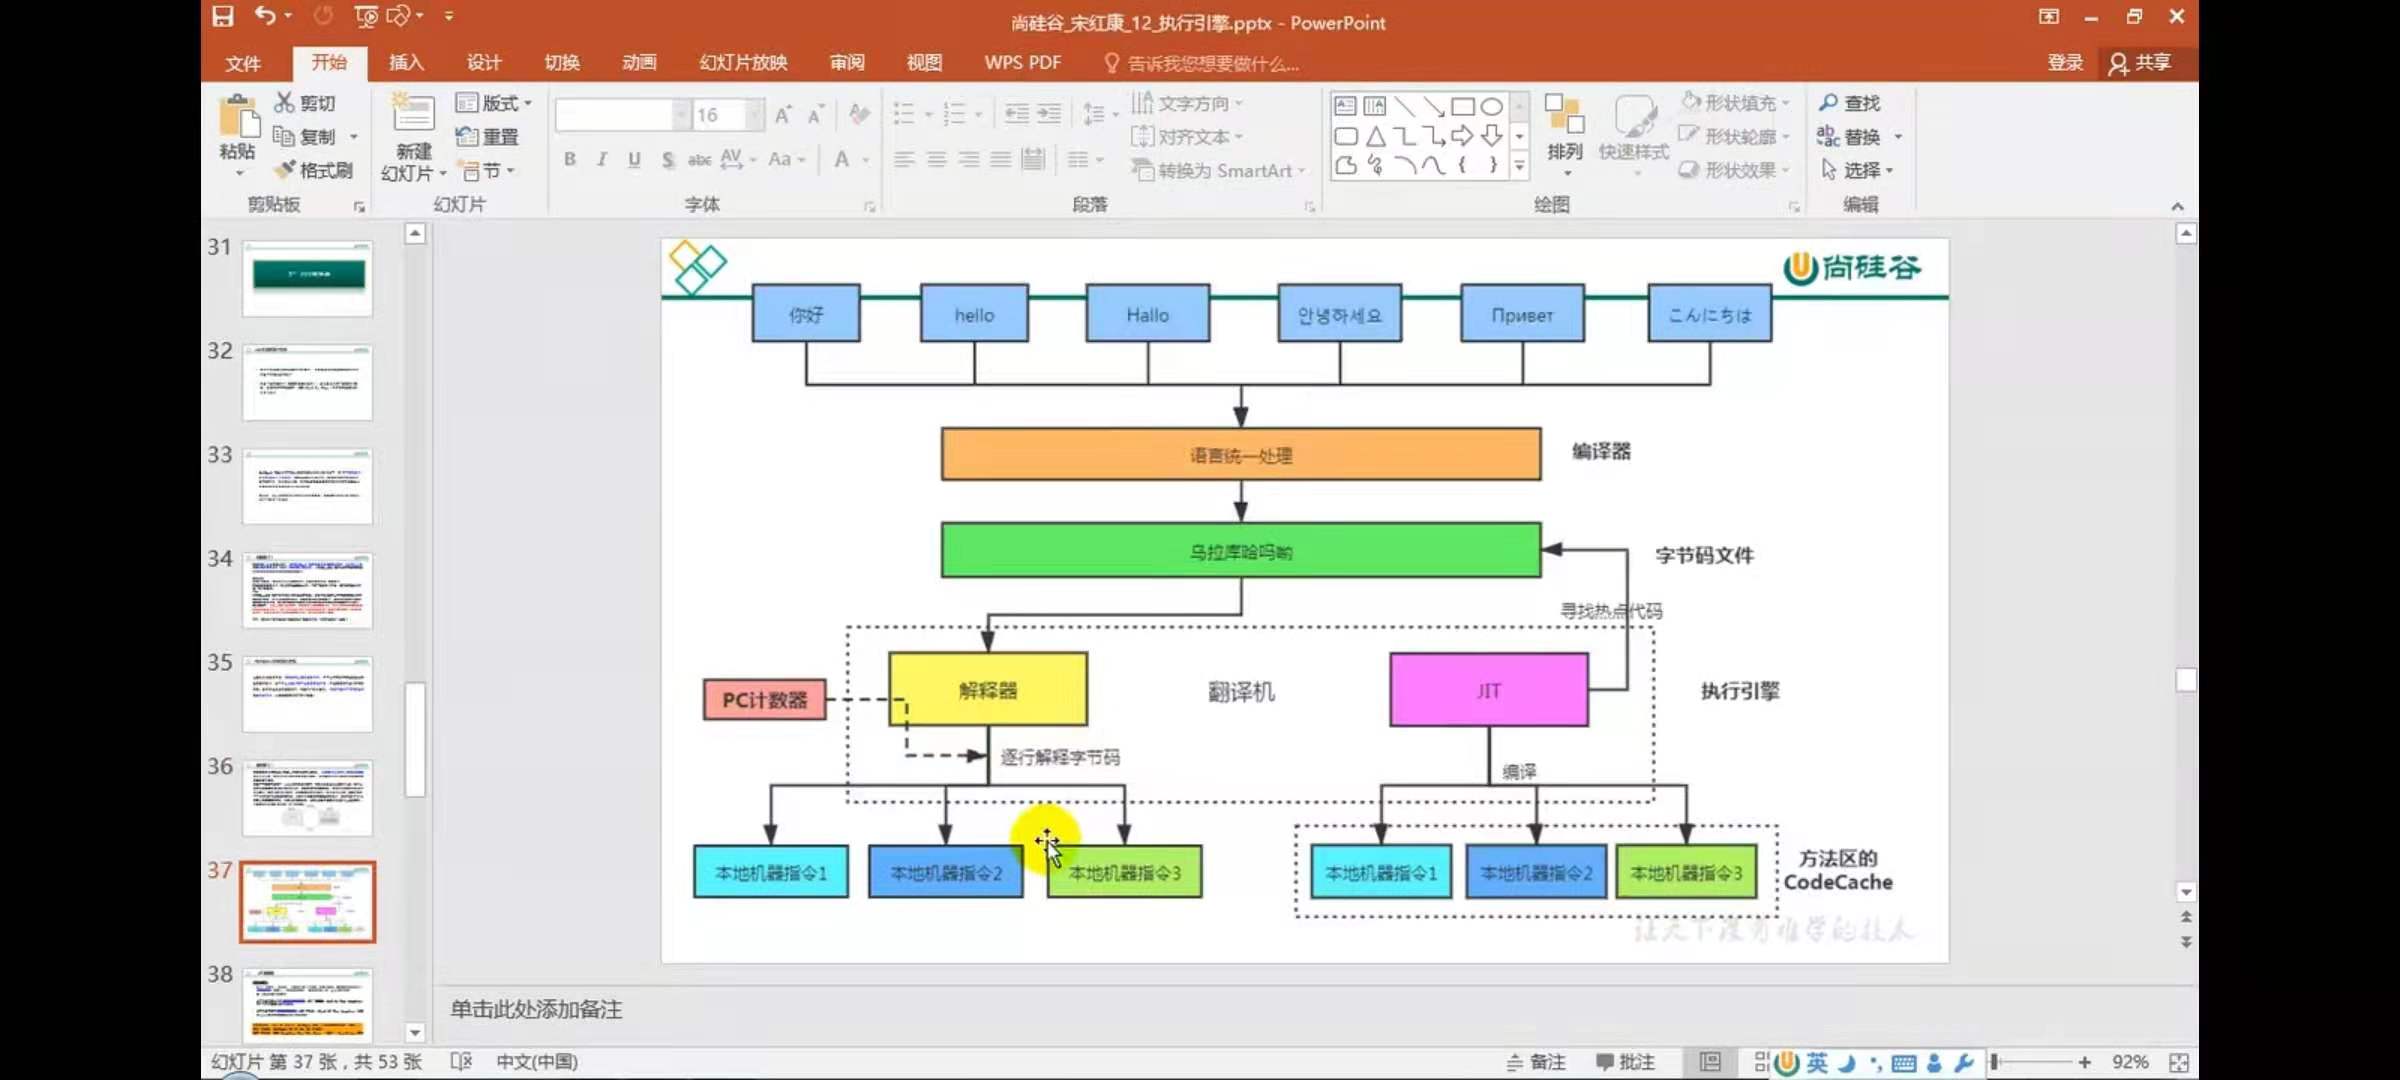 尚硅谷_宋红康_12_执行引擎.pptx - PowerPoint
文件 开始 插入 设计 切换 动画 幻灯片放映 审阅 视图 WPS PDF 告诉我您想要做什么... 登录 共享
粘贴 剪切 复制 格式刷
剪贴板
新建幻灯片 版式 重置 节
幻灯片
16
B I U S abc AV Aa A
字体
文字方向
对齐文本
转换为 SmartArt
段落
排列 快速样式 形状填充 形状轮廓 形状效果
绘图
查找
替换
选择
编辑
31
32
33
34
35
36
37
38
尚硅谷
你好 hello Hallo 안녕하세요 Привет こんにちは
语言统一处理 编译器
乌拉库哈吗哟 字节码文件
寻找热点代码
PC计数器 解释器 翻译机 JIT 执行引擎
逐行解释字节码 编译
本地机器指令1 本地机器指令2 本地机器指令3 本地机器指令1 本地机器指令2 本地机器指令3
方法区的
CodeCache
让天下没有难学的技术
单击此处添加备注
幻灯片 第 37 张，共 53 张 中文(中国) 备注 批注 英 92%